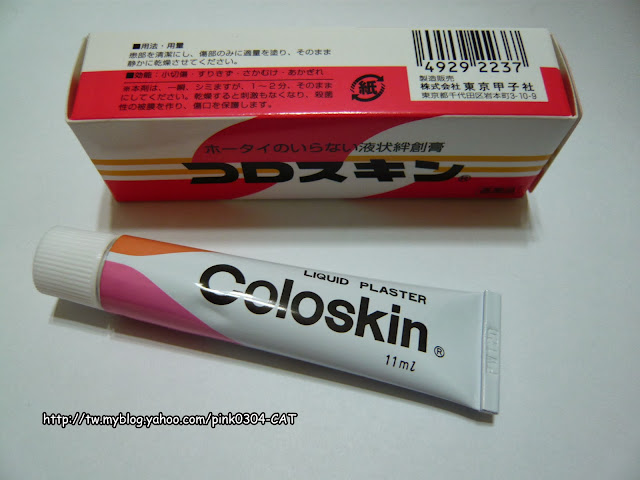 ■用法・用量
患部を清潔にし、傷部のみに適量を塗り、そのまま
静かに乾燥させてください。
■効能：小切傷・すりきず・さかむけ・あかぎれ
※本剤は、一瞬、シミますが、1～2分、そのまま
にしてください。乾燥すると刺激もなくなり、殺菌
性の被膜を作り、傷口を保護します。
紙
49292237
製造販売
株式会社 東京甲子社
東京都千代田区岩本町3-10-9
ホータイのいらない液状絆創膏
コロスキン®
LIQUID PLASTER
Coloskin®
11ml
http://tw.myblog.yahoo.com/pink0304-CAT